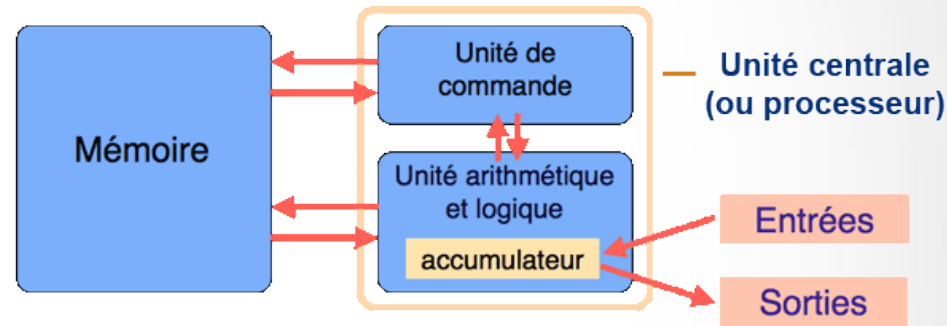 Mémoire
Unité de
commande
Unité arithmétique
et logique
accumulateur
Unité centrale
(ou processeur)
Entrées
Sorties